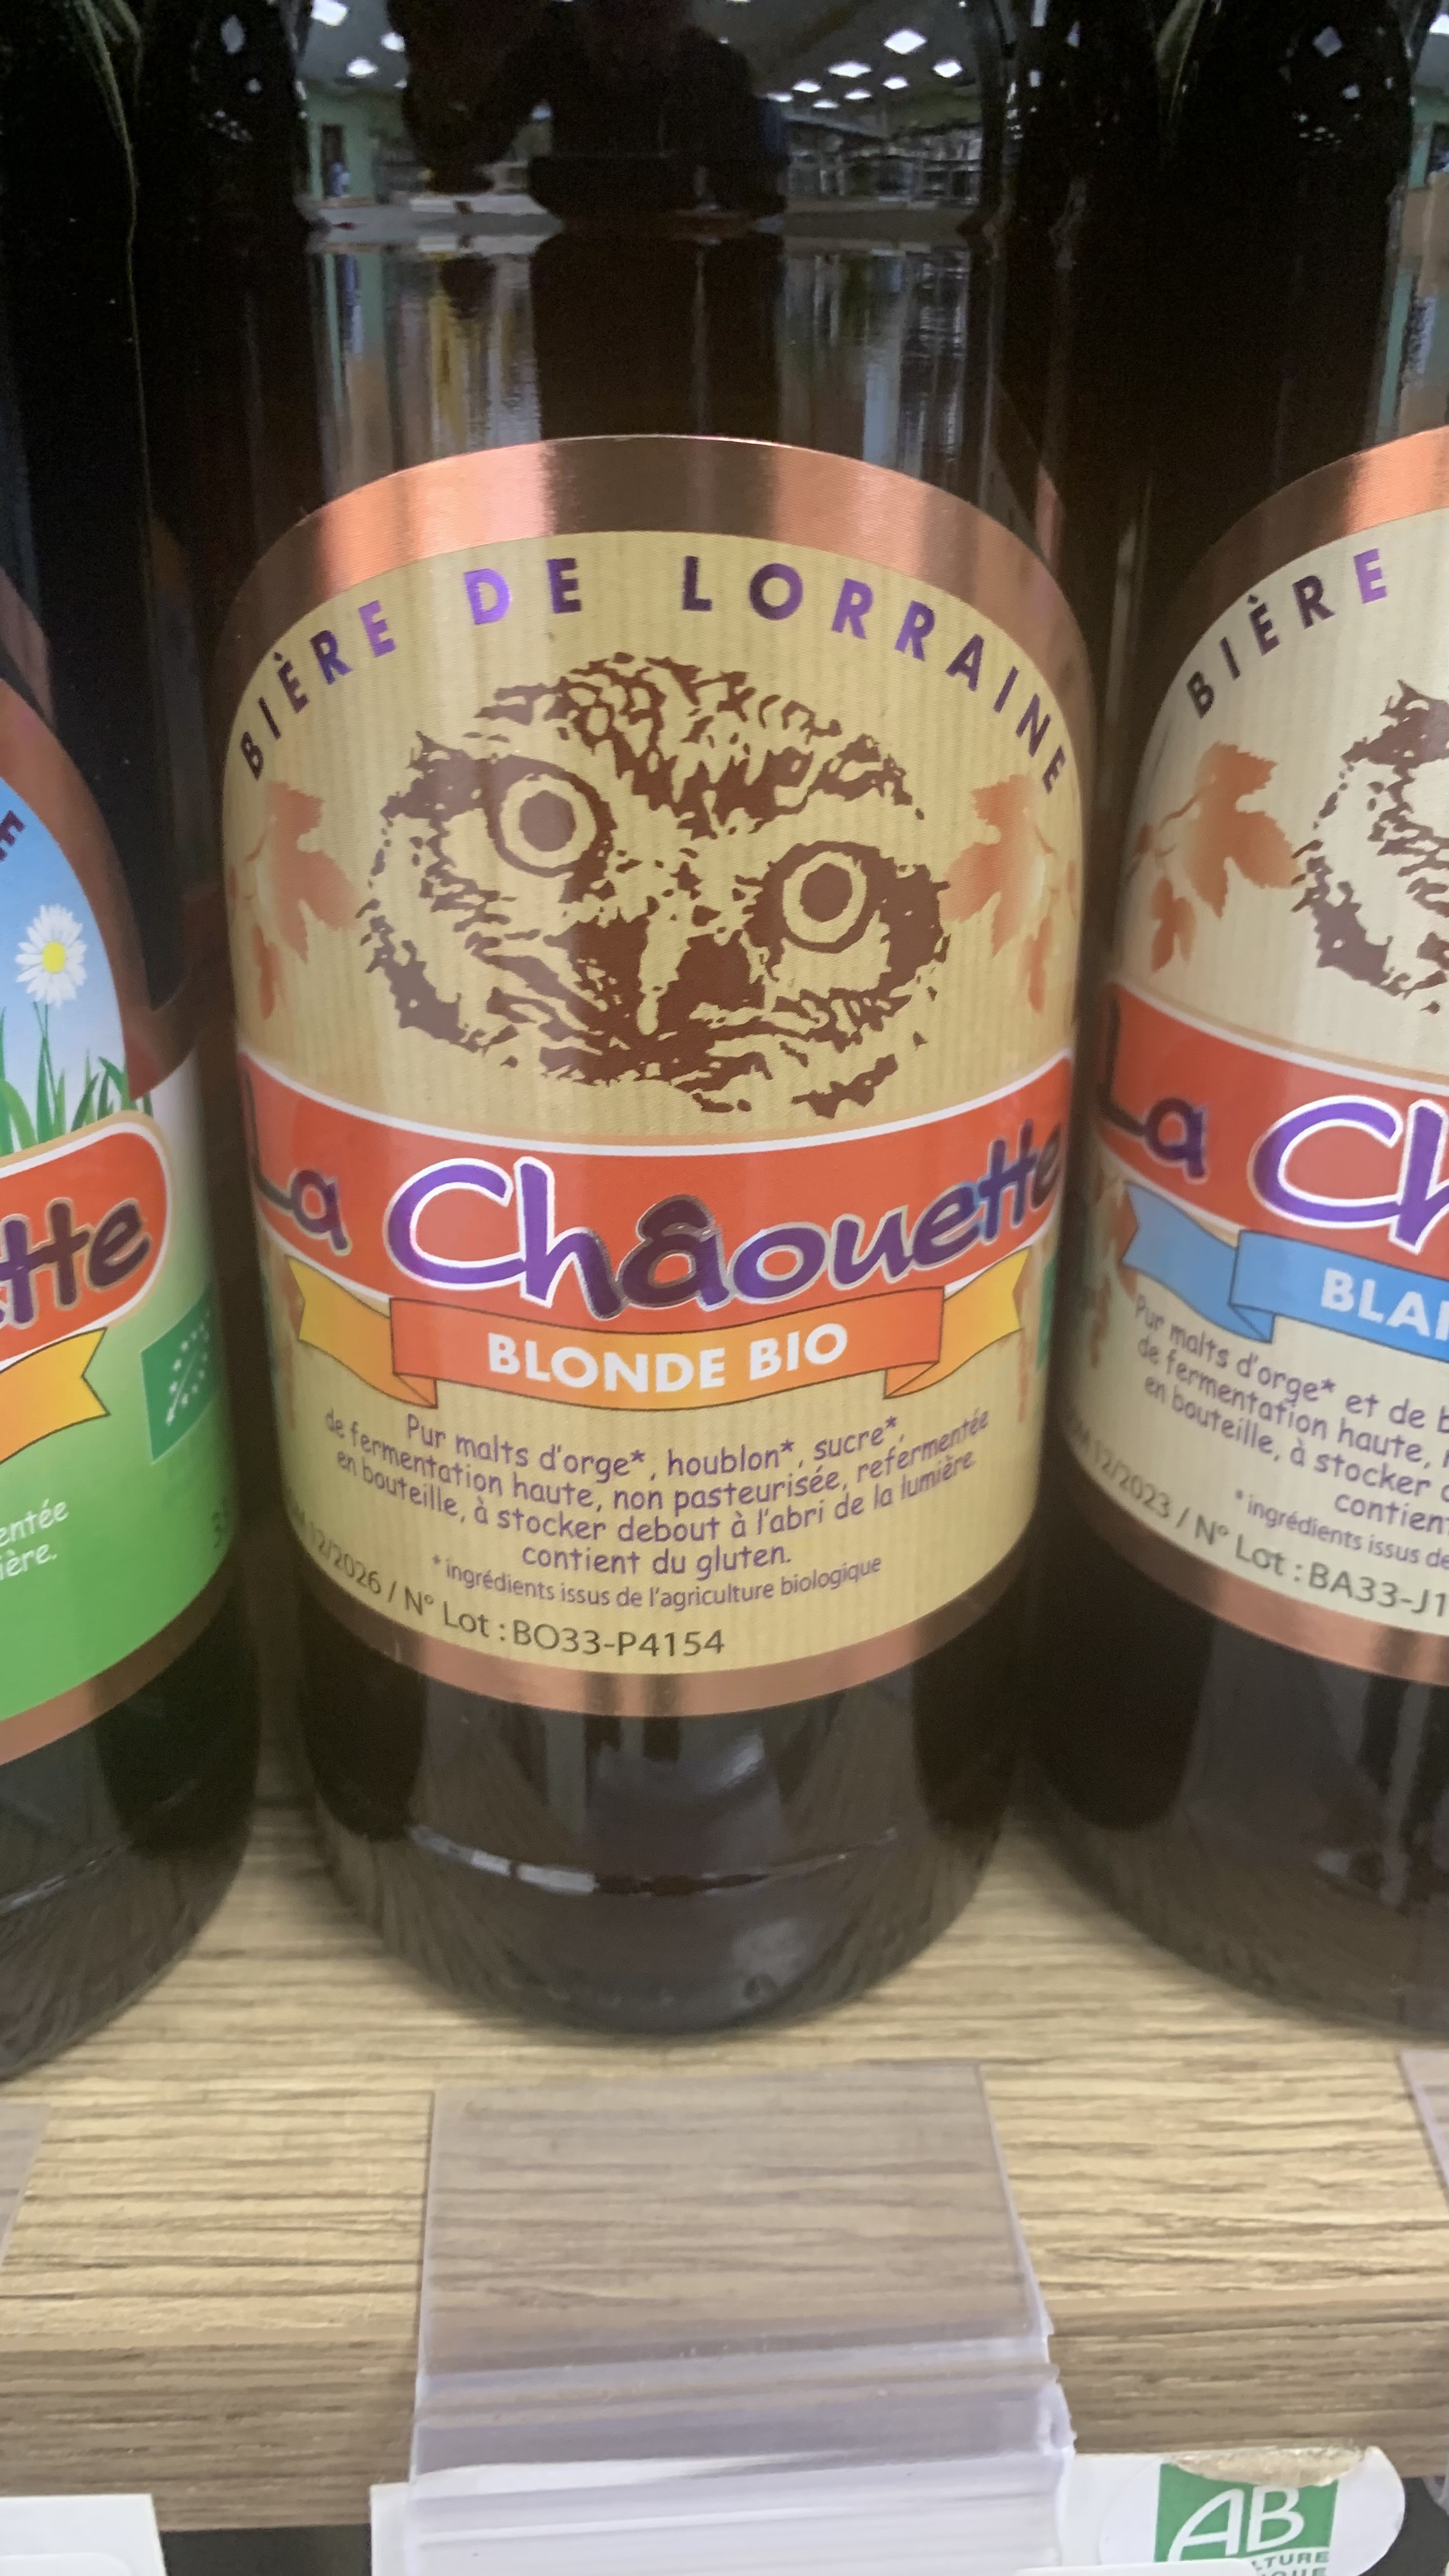 BIÈRE DE LORRAINE
La Châouette
BLONDE BIO
Pur malts d'orge*, houblon*, sucre*,
de fermentation haute, non pasteurisée, refermentée
en bouteille, à stocker debout à l'abri de la lumière.
contient du gluten.
*ingrédients issus de l'agriculture biologique
12/2026 / N° Lot : BO33-P4154
BIÈRE
La Ch
BLA
Pur malts d'orge* et de b
de fermentation haute,
en bouteille, à stocker
contien
*ingrédients issus de
12/2023 / N° Lot : BA33-J1
E
tte
entée
ière.
AB